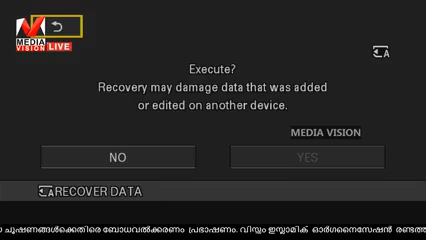 MEDIA
VISION LIVE
A
Execute?
Recovery may damage data that was added
or edited on another device.
MEDIA VISION
NO
YES
A RECOVER DATA
ചൂഷണങ്ങൾക്കെതിരെ ബോധവൽക്കരണം പ്രഭാഷണം. വിസ്ഡം ഇസ്ലാമിക് ഓർഗനൈസേഷൻ